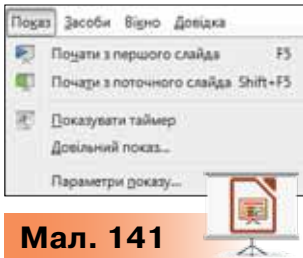 Показ Засоби Вікно Довідка
Почати з першого слайда F5
Почати з поточного слайда Shift+F5
Показувати таймер
Довільний показ...
Параметри показу...
Мал. 141